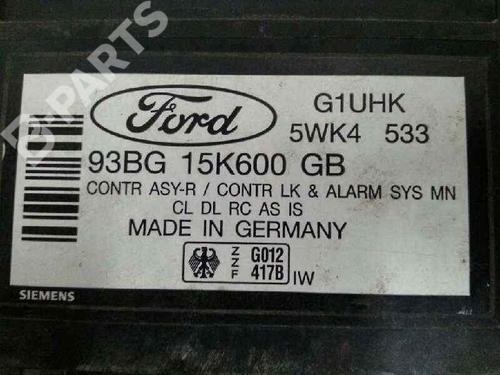 B-PARTS
Ford
G1UHK
5WK4 533
93BG 15K600 GB
CONTR ASY-R / CONTR LK & ALARM SYS MN
CL DL RC AS IS
MADE IN GERMANY
Z Z F
G012
417B
IW
SIEMENS